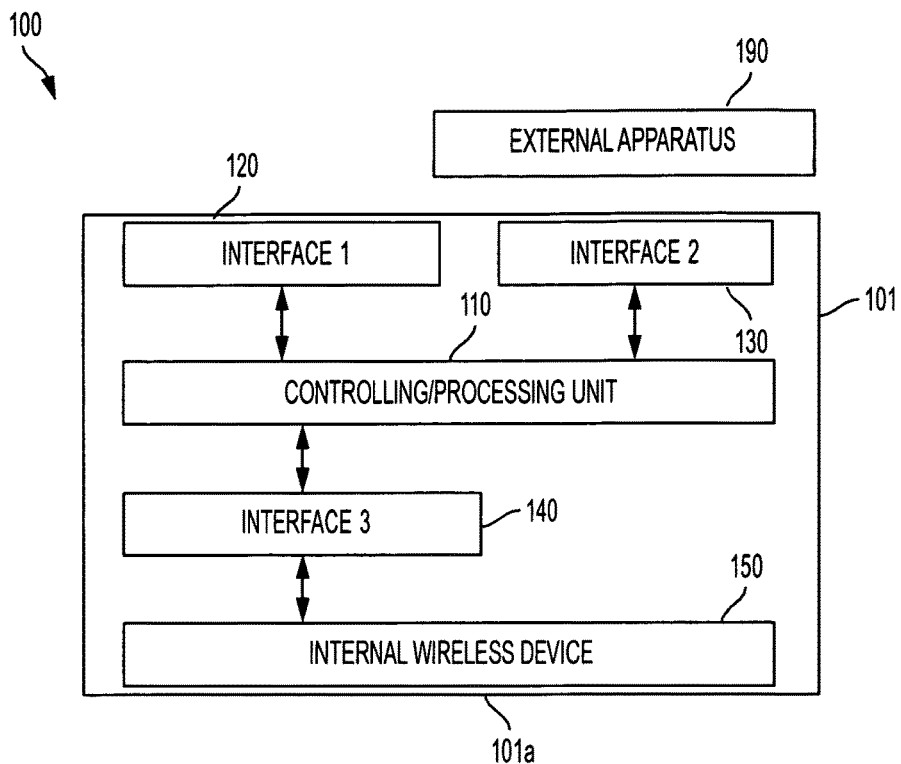 100
190
EXTERNAL APPARATUS
120
INTERFACE 1
INTERFACE 2
101
110
130
CONTROLLING/PROCESSING UNIT
INTERFACE 3
140
150
INTERNAL WIRELESS DEVICE
101a